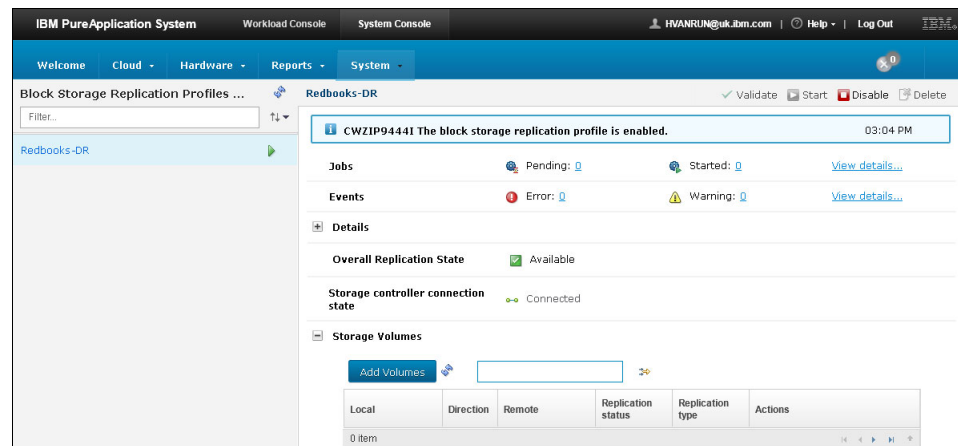 IBM PureApplication System Workload Console System Console HVANRUN@uk.ibm.com | Help | Log Out IBM
Welcome Cloud Hardware Reports System 0
Block Storage Replication Profiles ... Redbooks-DR Validate Start Disable Delete
Filter...
CWZIP9444I The block storage replication profile is enabled. 03:04 PM
Redbooks-DR
Jobs Pending: 0 Started: 0 View details...
Events Error: 0 Warning: 0 View details...
Details
Overall Replication State Available
Storage controller connection state Connected
Storage Volumes
Add Volumes
Local Direction Remote Replication status Replication type Actions
0 item